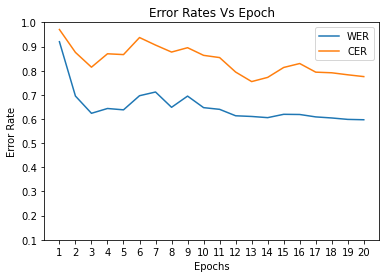 Error Rates Vs Epoch
1.0
0.9
0.8
0.7
0.6
0.5
0.4
0.3
0.2
0.1
Error Rate
WER
CER
1 2 3 4 5 6 7 8 9 10 11 12 13 14 15 16 17 18 19 20
Epochs